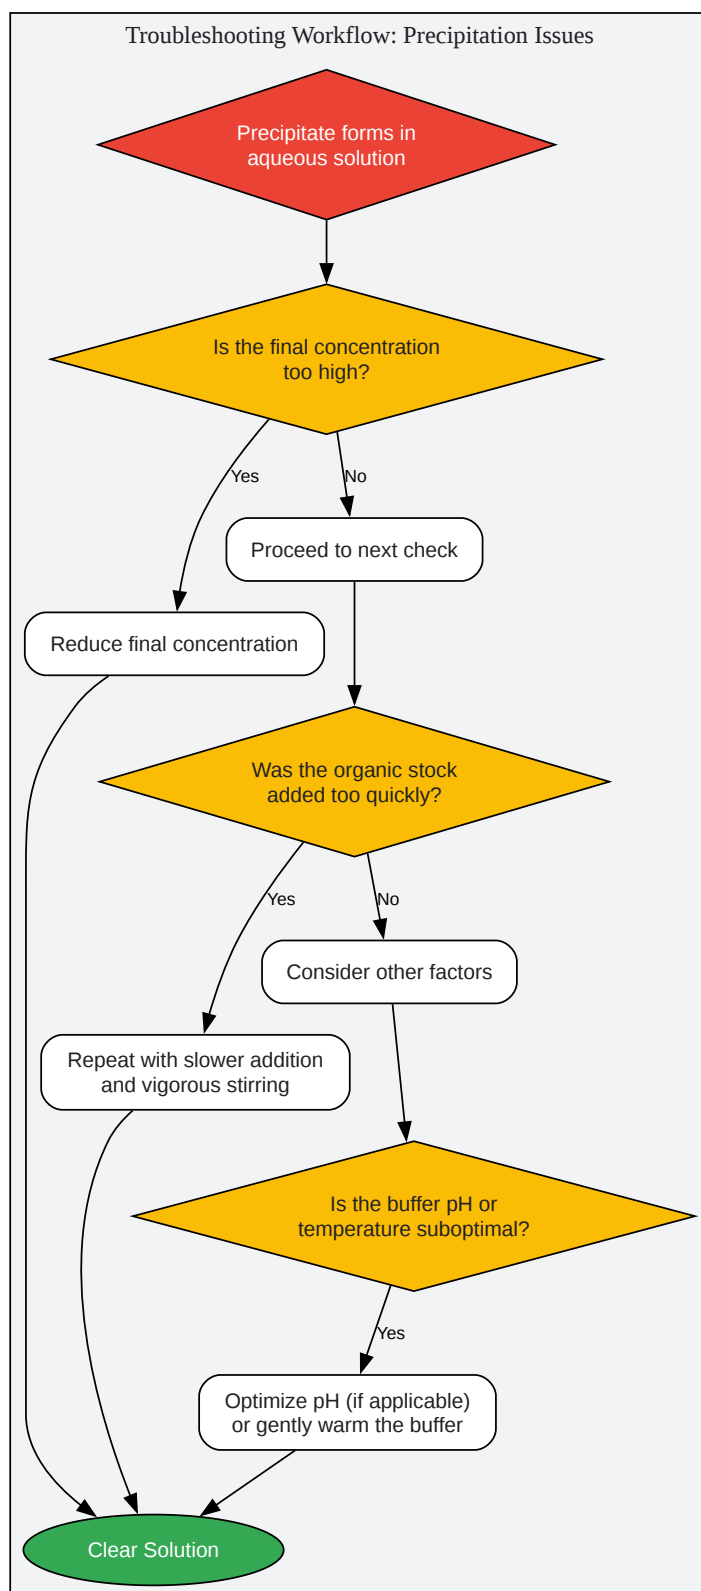 Troubleshooting Workflow: Precipitation Issues
Precipitate forms in
aqueous solution
Is the final concentration
too high?
Yes
No
Proceed to next check
Reduce final concentration
Was the organic stock
added too quickly?
Yes
No
Consider other factors
Repeat with slower addition
and vigorous stirring
Is the buffer pH or
temperature suboptimal?
Yes
Optimize pH (if applicable)
or gently warm the buffer
Clear Solution